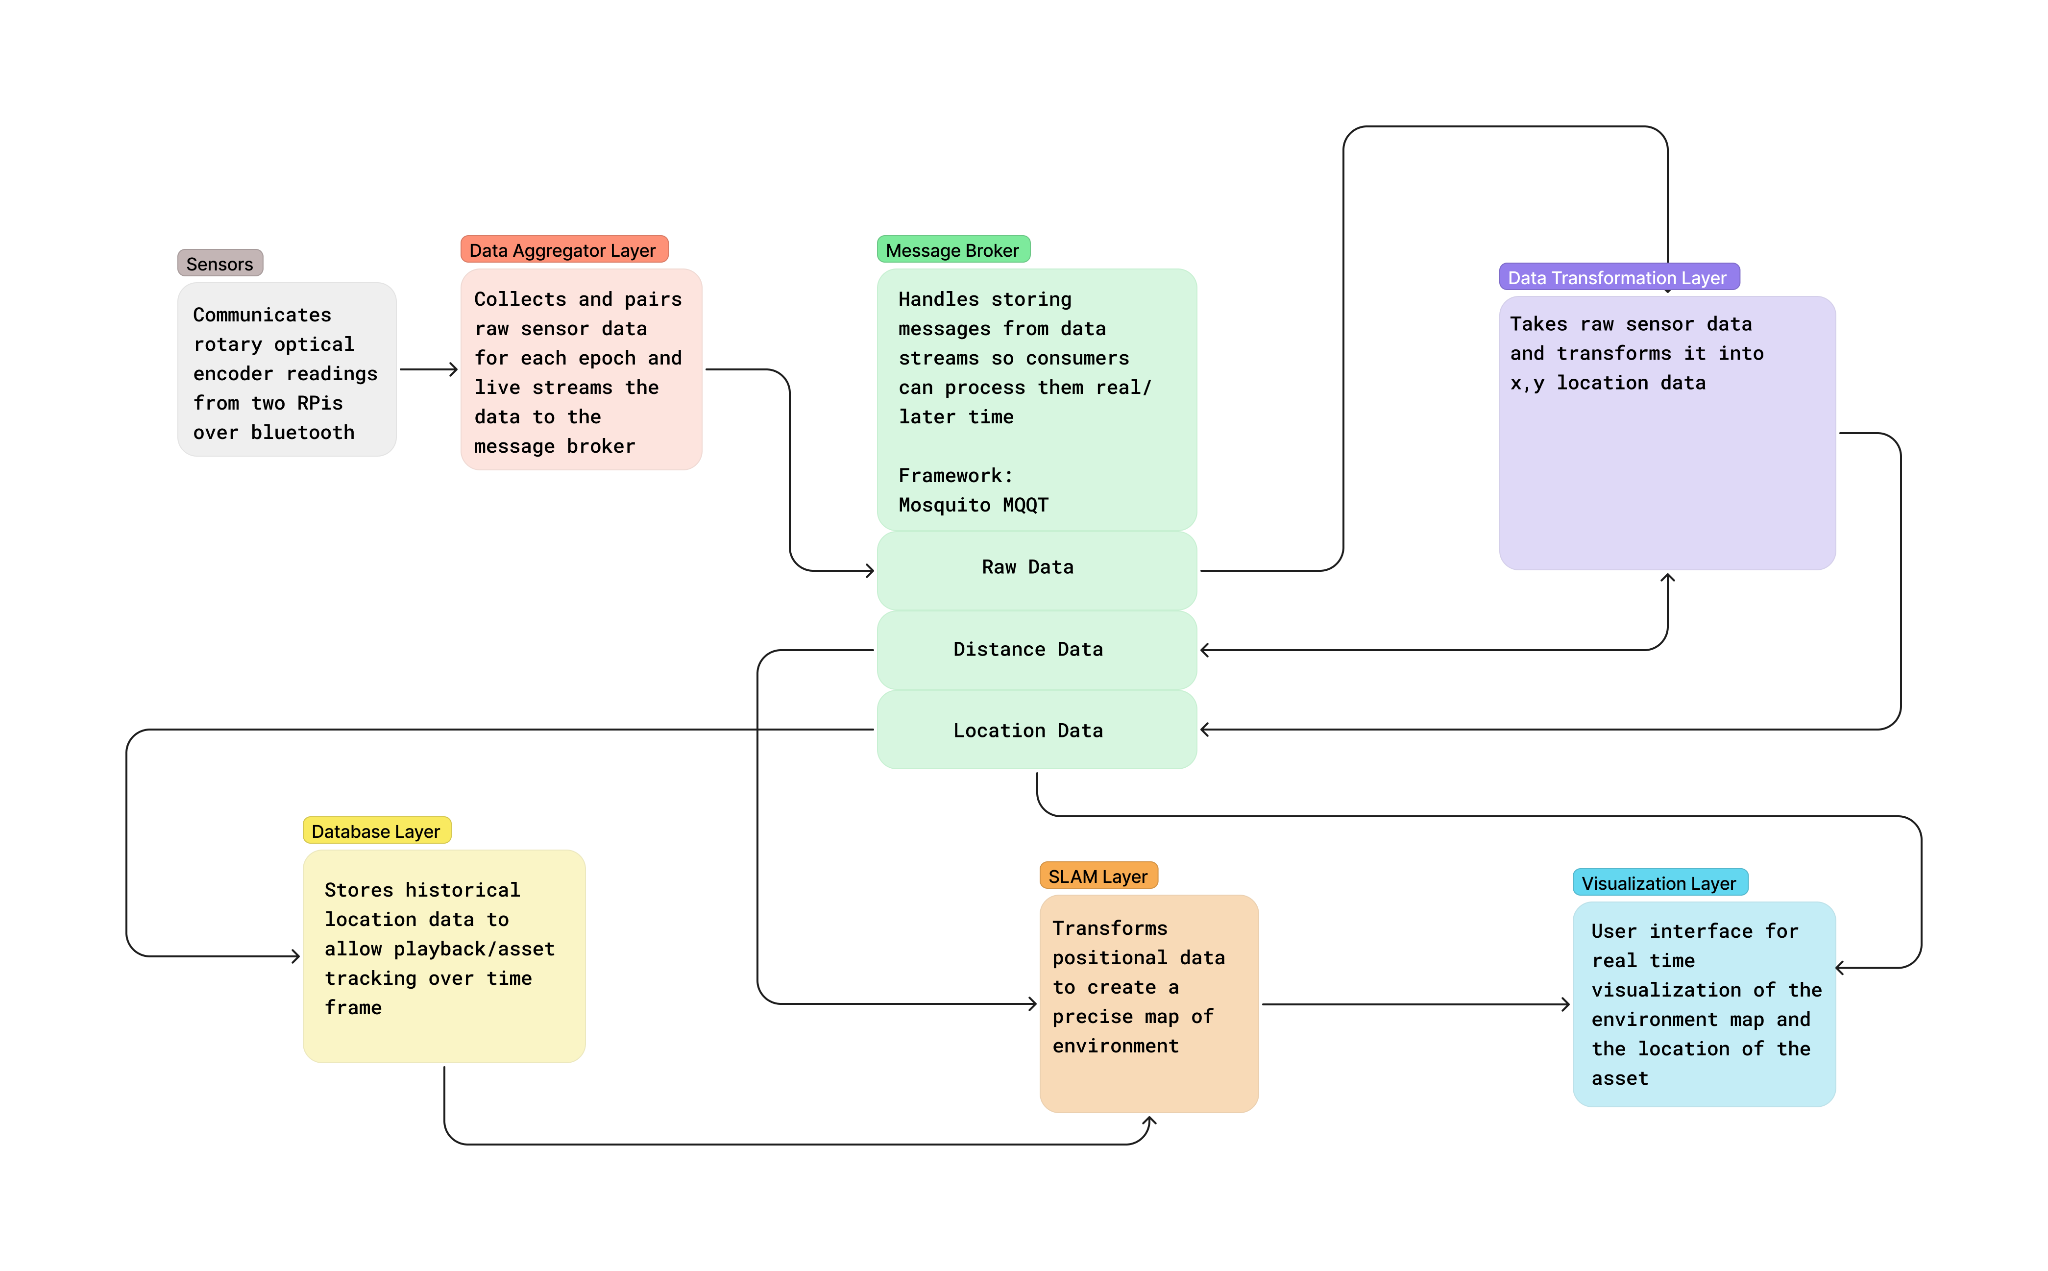 Sensors
Communicates
rotary optical
encoder readings
from two RPis
over bluetooth
Data Aggregator Layer
Collects and pairs
raw sensor data
for each epoch and
live streams the
data to the
message broker
Message Broker
Handles storing
messages from data
streams so consumers
can process them real/
later time
Framework:
Mosquito MQQT
Raw Data
Distance Data
Location Data
Data Transformation Layer
Takes raw sensor data
and transforms it into
x,y location data
Database Layer
Stores historical
location data to
allow playback/asset
tracking over time
frame
SLAM Layer
Transforms
positional data
to create a
precise map of
environment
Visualization Layer
User interface for
real time
visualization of the
environment map and
the location of the
asset